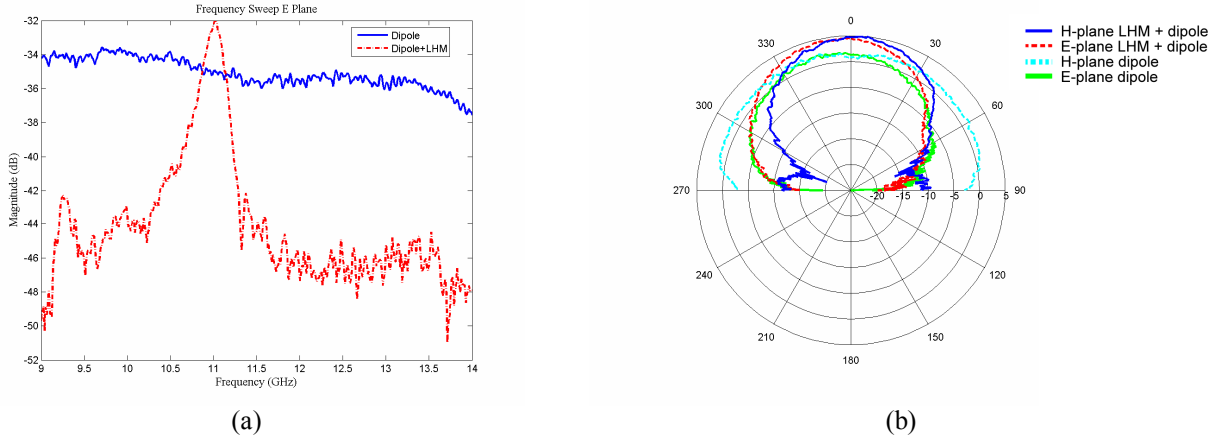 Frequency Sweep E Plane
Dipole
Dipole+LHM
Magnitude (dB)
-32
-34
-36
-38
-40
-42
-44
-46
-48
-50
-52
9 9.5 10 10.5 11 11.5 12 12.5 13 13.5 14
Frequency (GHz)
(a)
0
330 30
300 60
270 -20 -15 -10 -5 0 5 90
240 120
210 150
180
H-plane LHM + dipole
E-plane LHM + dipole
H-plane dipole
E-plane dipole
(b)